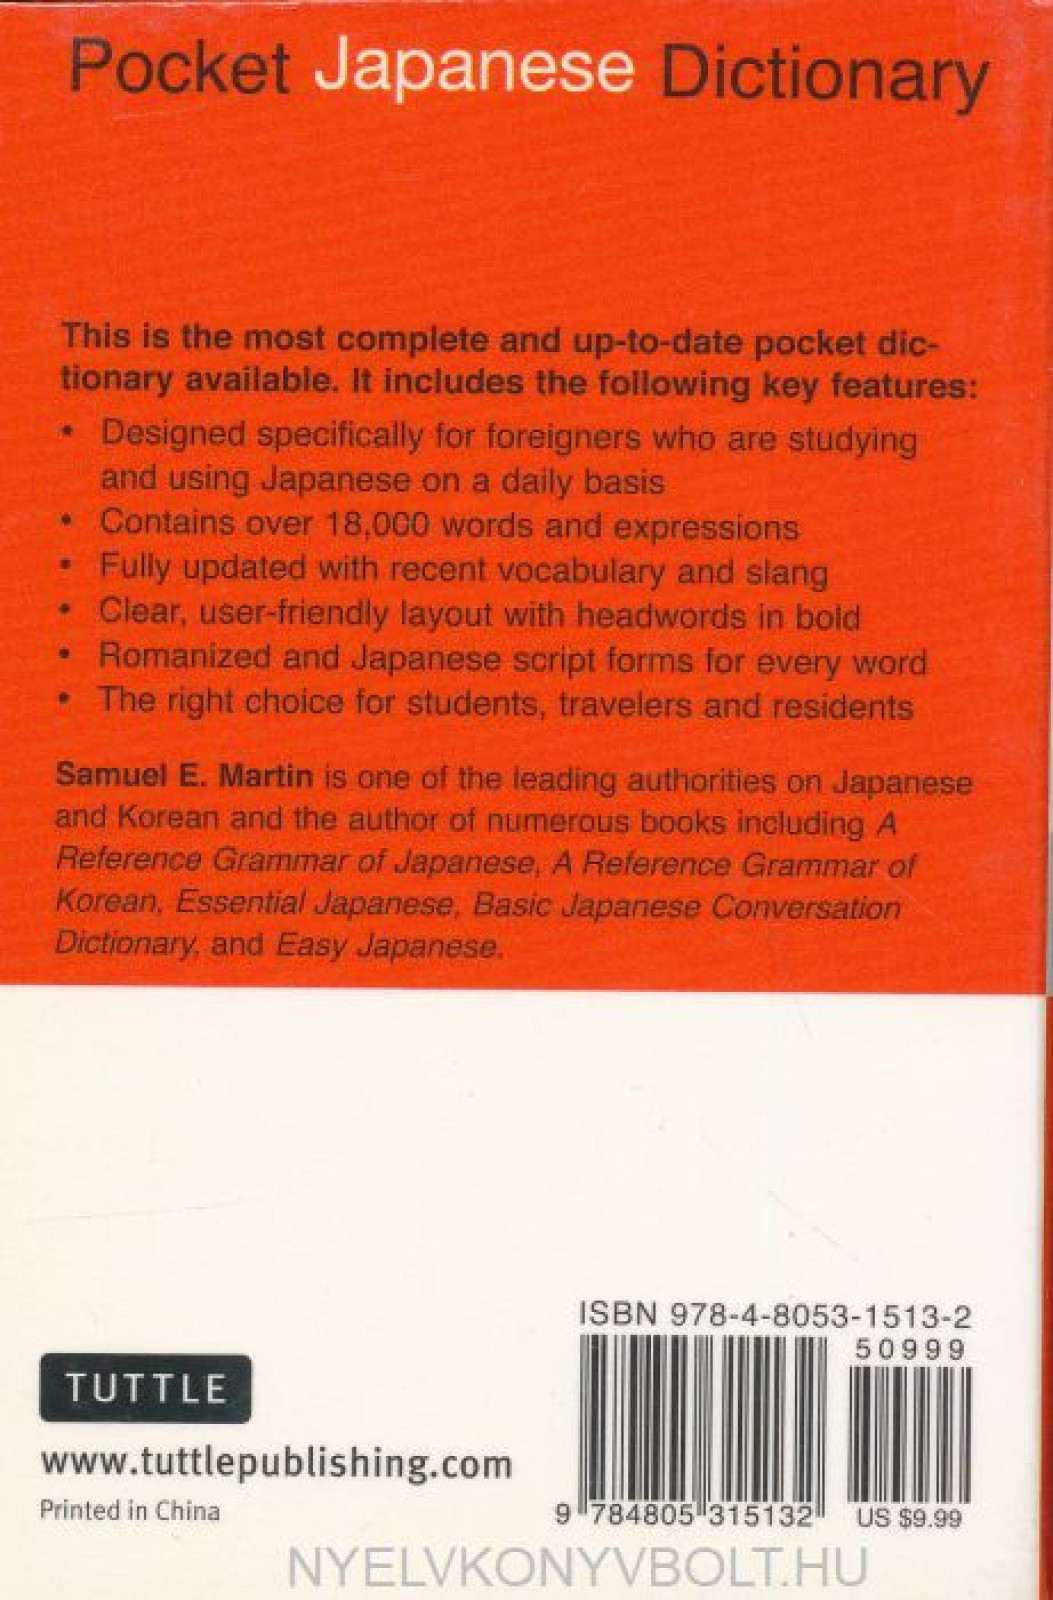 Pocket Japanese Dictionary
This is the most complete and up-to-date pocket dic-
tionary available. It includes the following key features:
• Designed specifically for foreigners who are studying
and using Japanese on a daily basis
• Contains over 18,000 words and expressions
• Fully updated with recent vocabulary and slang
• Clear, user-friendly layout with headwords in bold
• Romanized and Japanese script forms for every word
• The right choice for students, travelers and residents
Samuel E. Martin is one of the leading authorities on Japanese
and Korean and the author of numerous books including A
Reference Grammar of Japanese, A Reference Grammar of
Korean, Essential Japanese, Basic Japanese Conversation
Dictionary, and Easy Japanese.
ISBN 978-4-8053-1513-2
50999
TUTTLE
www.tuttlepublishing.com
Printed in China
9 784805 315132
US $9.99
NYELVKONYVBOLT.HU